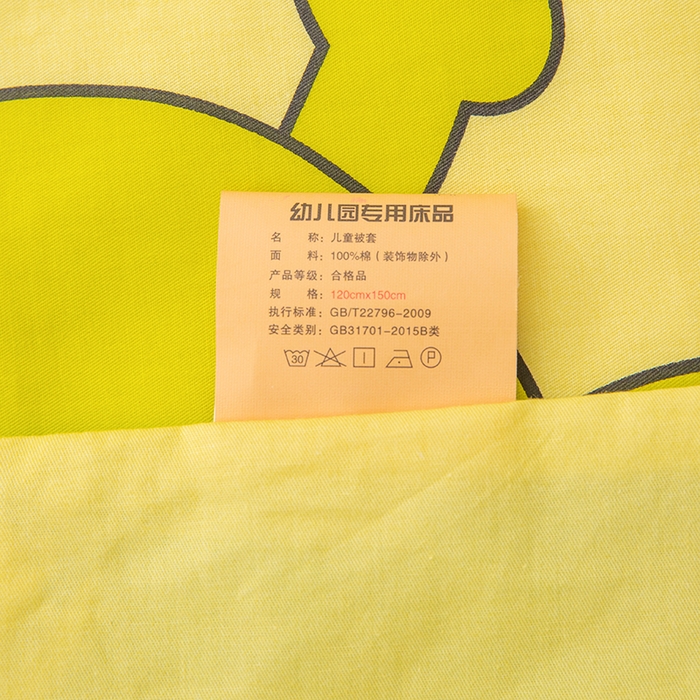 幼儿园专用床品
名 称：儿童被套
面 料：100%棉（装饰物除外）
产品等级：合格品
规 格：120cmx150cm
执行标准：GB/T22796-2009
安全类别：GB31701-2015B类
30 P